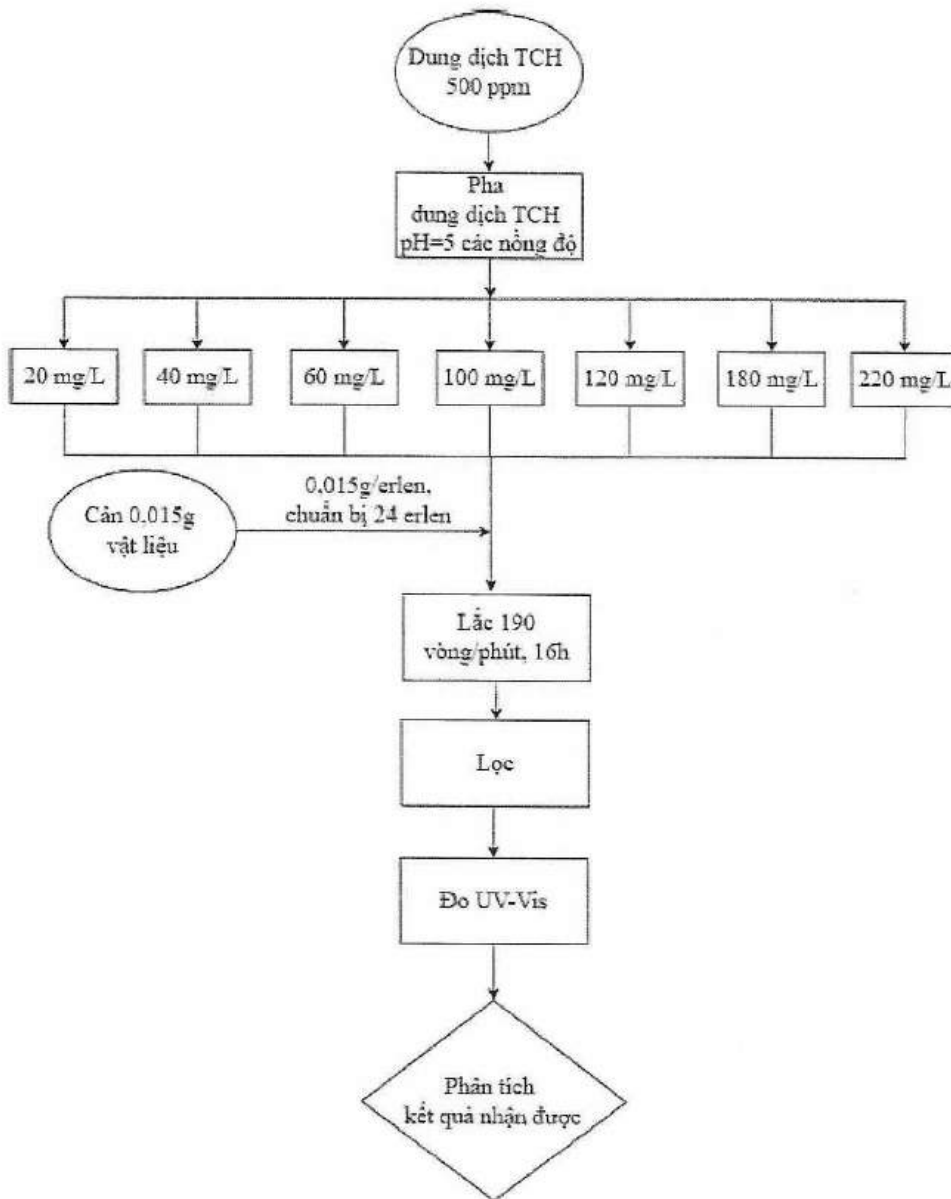 Dung dịch TCH
500 ppm
Pha
dung dịch TCH
pH=5 các nồng độ
20 mg/L
40 mg/L
60 mg/L
100 mg/L
120 mg/L
180 mg/L
220 mg/L
0,015g/erlen,
chuẩn bị 24 erlen
Cân 0,015g
vật liệu
Lắc 190
vòng/phút, 16h
Lọc
Đo UV-Vis
Phân tích
kết quả nhận được